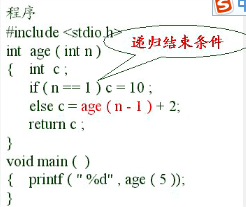 程序
#include <stdio.h>
递归结束条件
int age ( int n )
{ int c ;
if ( n == 1 ) c = 10 ;
else c = age ( n - 1 ) + 2;
return c ;
}
void main ( )
{ printf ( " %d" , age ( 5 ));
}